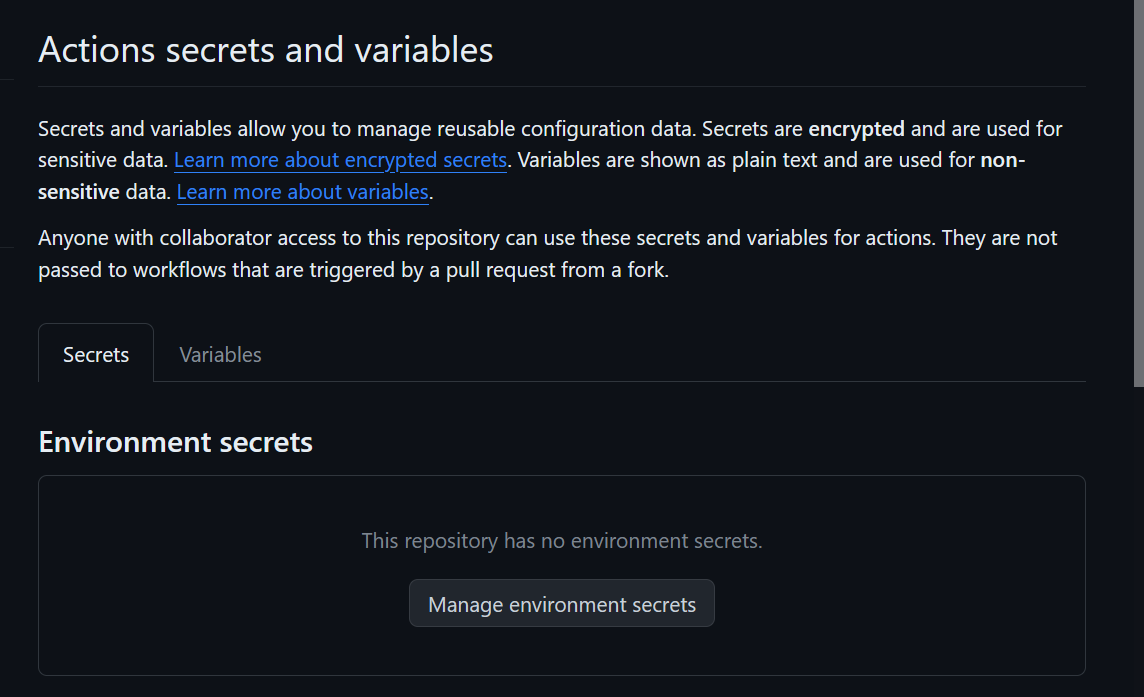 Actions secrets and variables
Secrets and variables allow you to manage reusable configuration data. Secrets are encrypted and are used for
sensitive data. Learn more about encrypted secrets. Variables are shown as plain text and are used for non-
sensitive data. Learn more about variables.
Anyone with collaborator access to this repository can use these secrets and variables for actions. They are not
passed to workflows that are triggered by a pull request from a fork.
Secrets Variables
Environment secrets
This repository has no environment secrets.
Manage environment secrets